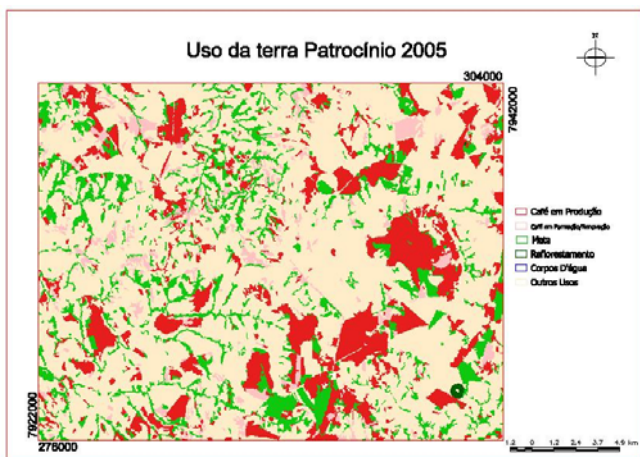 Uso da terra Patrocínio 2005
N
304000
7942000
Café em Produção
Café em Formação/Renovação
Mata
Reflorestamento
Corpos D'água
Outros Usos
7922000
276000
1.2 0 1.2 2.4 3.7 4.9 km